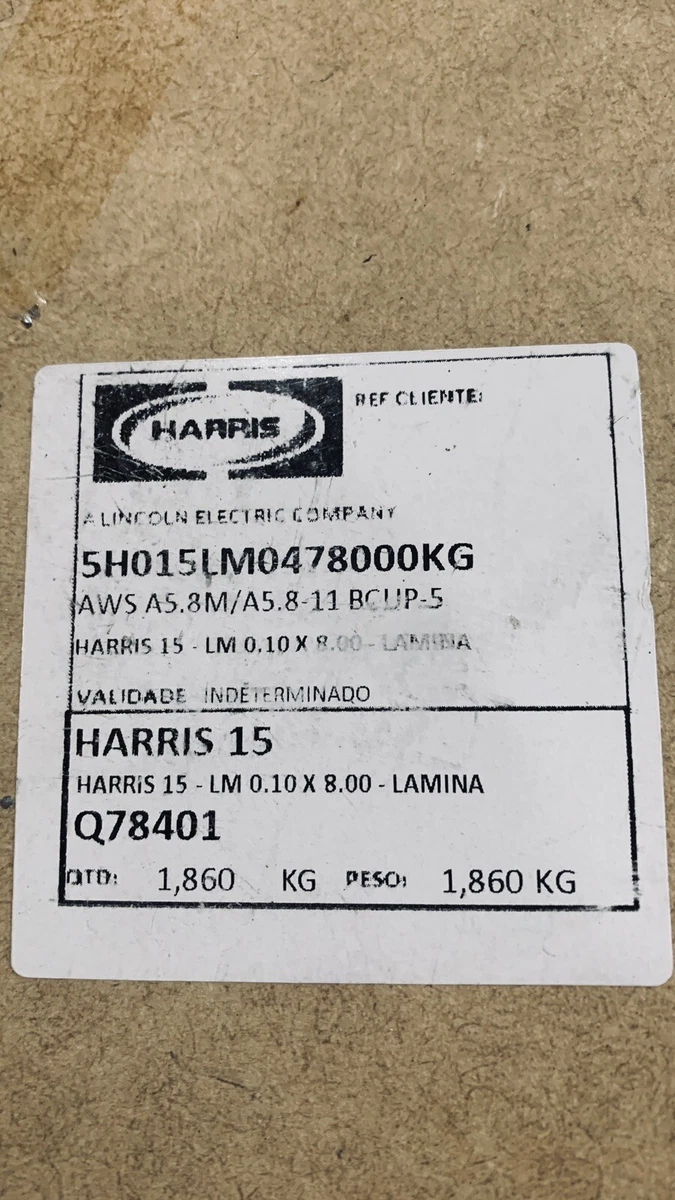 HARRIS
REF CLIENTE:
A LINCOLN ELECTRIC COMPANY
5H015LM0478000KG
AWS A5.8M/A5.8-11 BCUP-5
HARRIS 15 - LM 0.10 X 8.00 - LAMINA
VALIDADE INDETERMINADO
HARRIS 15
HARRIS 15 - LM 0.10 X 8.00 - LAMINA
Q78401
QTD: 1,860 KG PESO: 1,860 KG